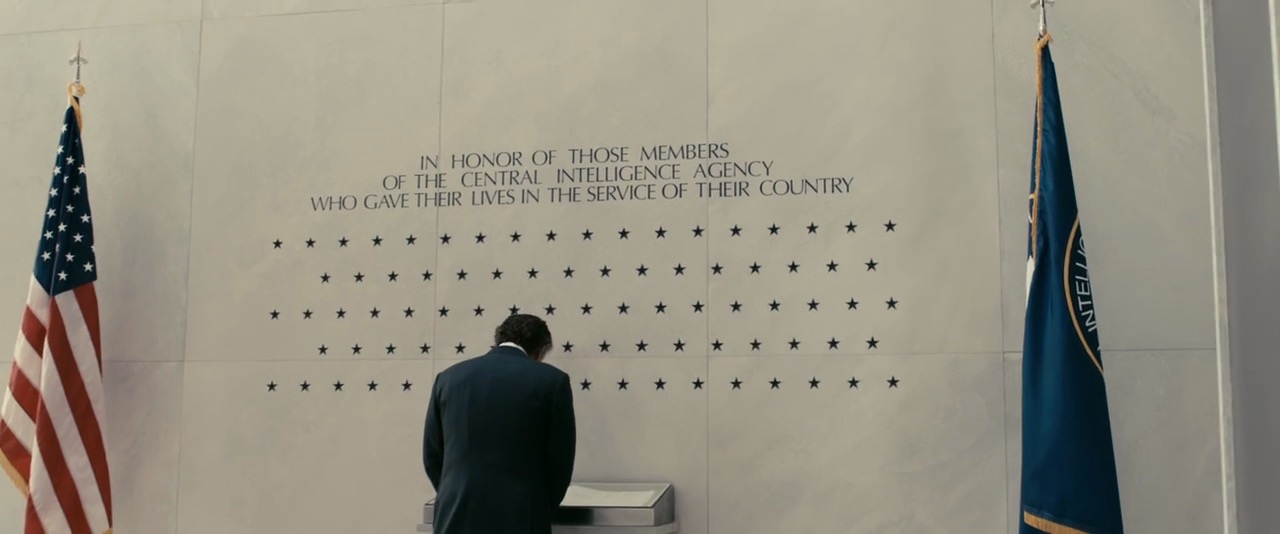 IN HONOR OF THOSE MEMBERS
OF THE CENTRAL INTELLIGENCE AGENCY
WHO GAVE THEIR LIVES IN THE SERVICE OF THEIR COUNTRY